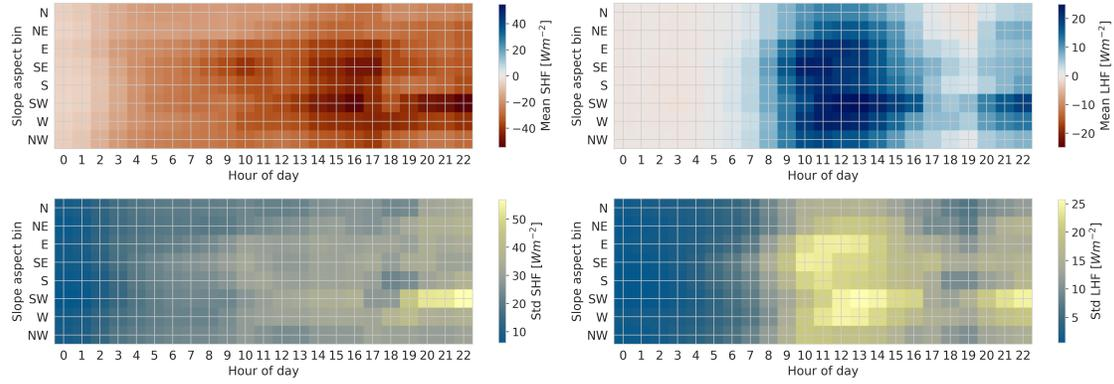 Slope aspect bin
N
NE
E
SE
S
SW
W
NW
0 1 2 3 4 5 6 7 8 9 10 11 12 13 14 15 16 17 18 19 20 21 22
Hour of day
40
20
0
−20
−40
Mean SHF [Wm⁻²]
Slope aspect bin
N
NE
E
SE
S
SW
W
NW
0 1 2 3 4 5 6 7 8 9 10 11 12 13 14 15 16 17 18 19 20 21 22
Hour of day
20
10
0
−10
−20
Mean LHF [Wm⁻²]
Slope aspect bin
N
NE
E
SE
S
SW
W
NW
0 1 2 3 4 5 6 7 8 9 10 11 12 13 14 15 16 17 18 19 20 21 22
Hour of day
50
40
30
20
10
Std SHF [Wm⁻²]
Slope aspect bin
N
NE
E
SE
S
SW
W
NW
0 1 2 3 4 5 6 7 8 9 10 11 12 13 14 15 16 17 18 19 20 21 22
Hour of day
25
20
15
10
5
Std LHF [Wm⁻²]